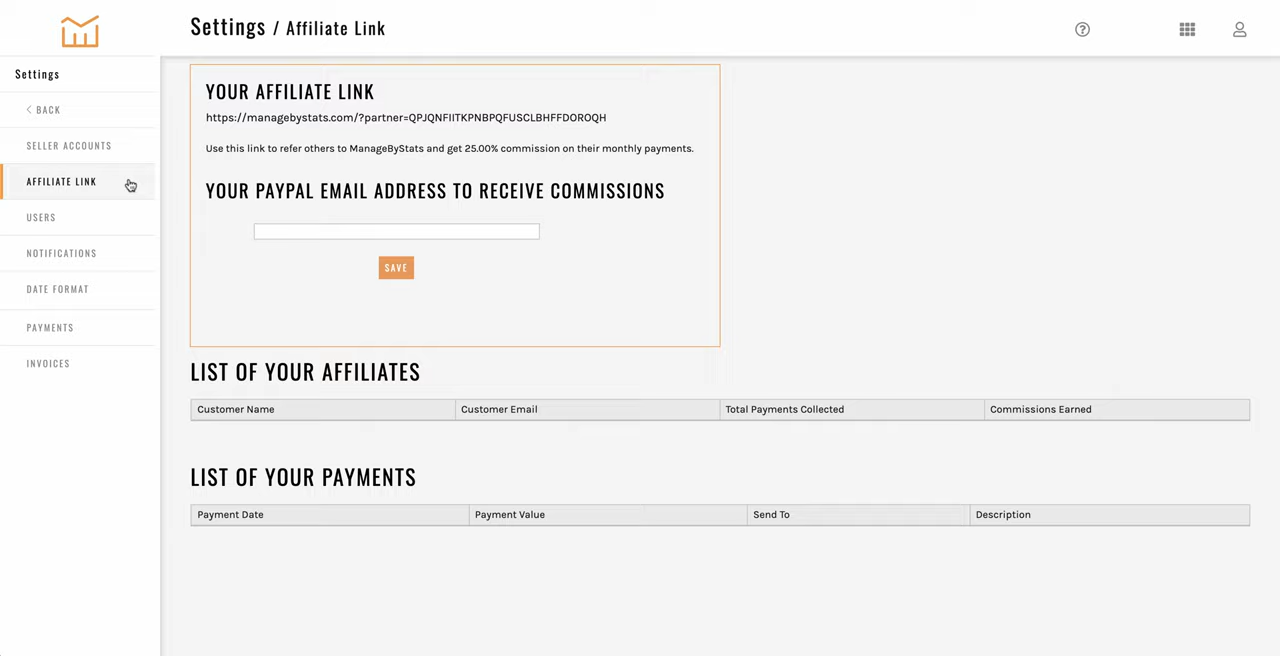 Settings / Affiliate Link
Settings
< BACK
SELLER ACCOUNTS
AFFILIATE LINK
USERS
NOTIFICATIONS
DATE FORMAT
PAYMENTS
INVOICES
YOUR AFFILIATE LINK
https://managebystats.com/?partner=QPJQNFIITKPNBPQFUSCLBHFFDOROQH
Use this link to refer others to ManageByStats and get 25.00% commission on their monthly payments.
YOUR PAYPAL EMAIL ADDRESS TO RECEIVE COMMISSIONS
SAVE
LIST OF YOUR AFFILIATES
Customer Name Customer Email Total Payments Collected Commissions Earned
LIST OF YOUR PAYMENTS
Payment Date Payment Value Send To Description